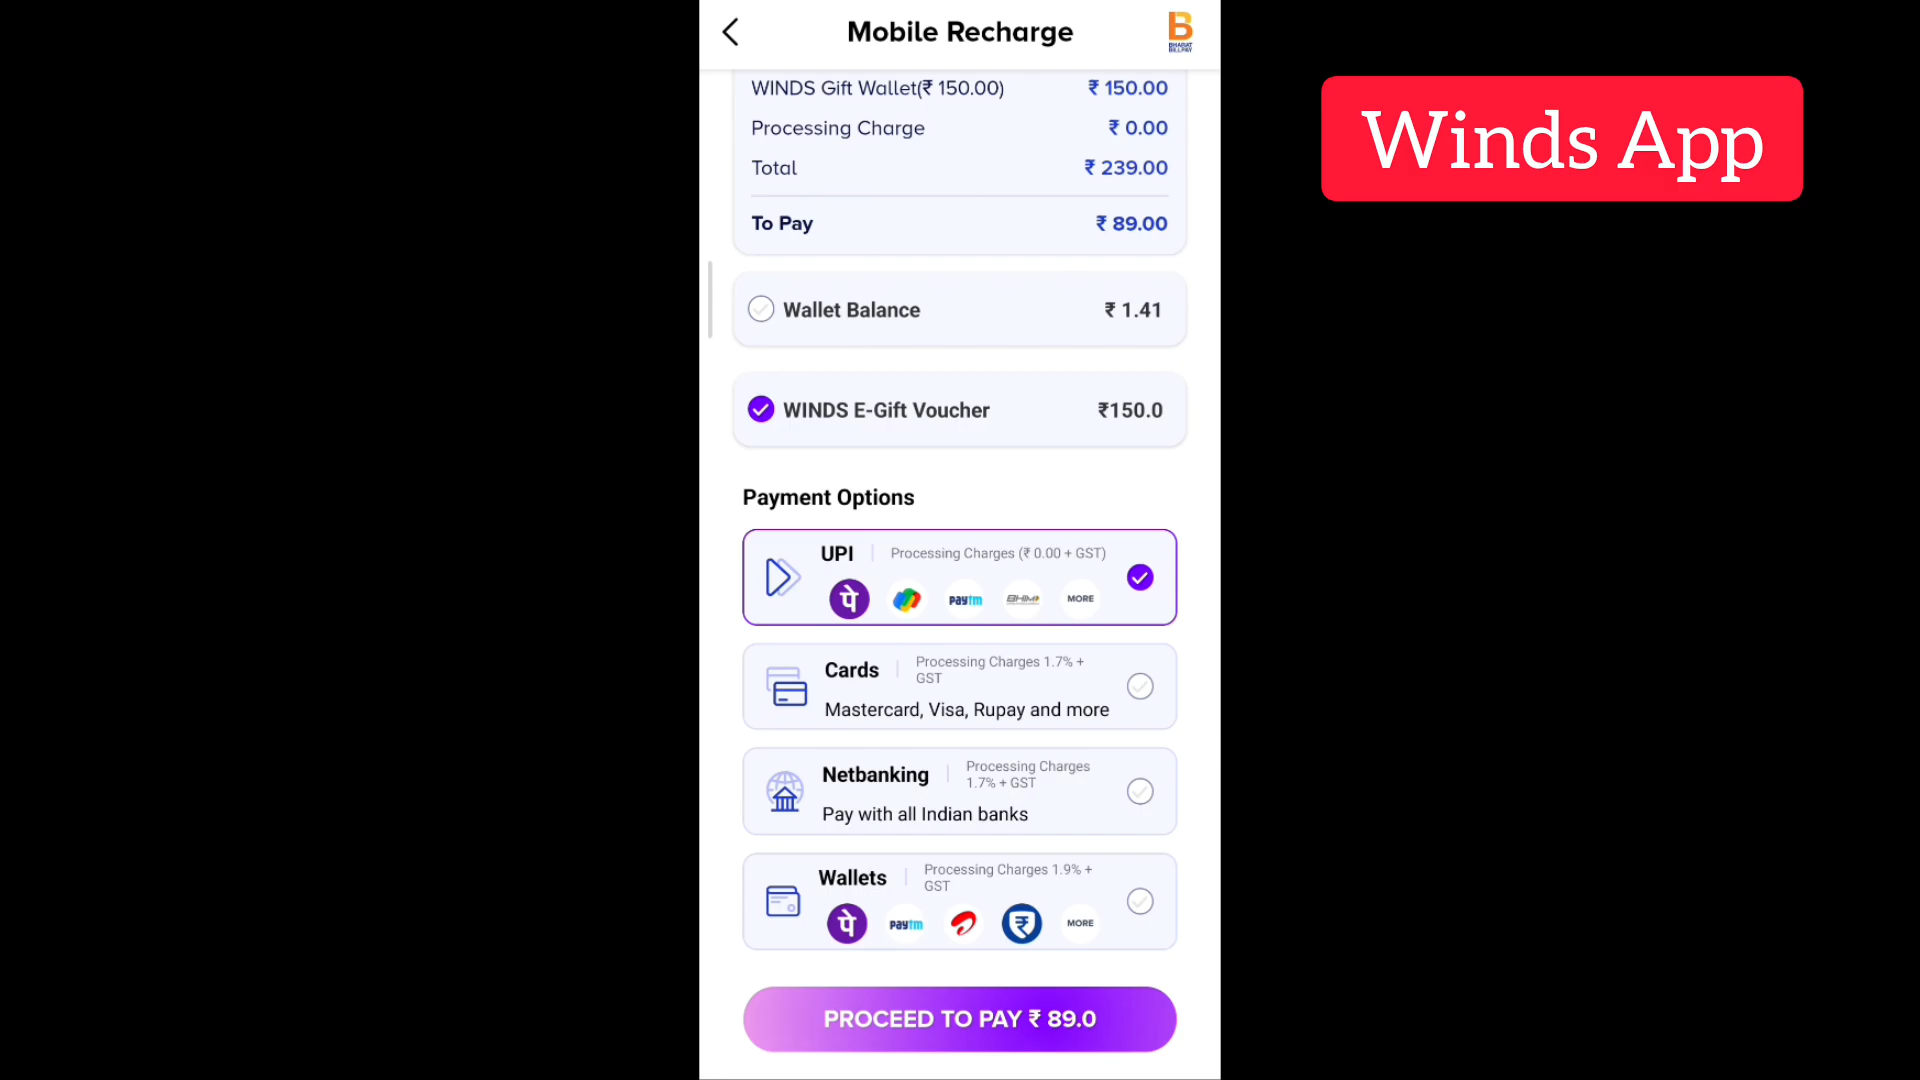 Mobile Recharge
B
BHARAT
BILLPAY
Winds App
WINDS Gift Wallet(₹ 150.00) ₹ 150.00
Processing Charge ₹ 0.00
Total ₹ 239.00
To Pay ₹ 89.00
Wallet Balance ₹ 1.41
WINDS E-Gift Voucher ₹150.0
Payment Options
UPI Processing Charges (₹ 0.00 + GST)
पे paytm BHIM MORE
Cards Processing Charges 1.7% +
GST
Mastercard, Visa, Rupay and more
Netbanking Processing Charges
1.7% + GST
Pay with all Indian banks
Wallets Processing Charges 1.9% +
GST
पे paytm ₹ MORE
PROCEED TO PAY ₹ 89.0